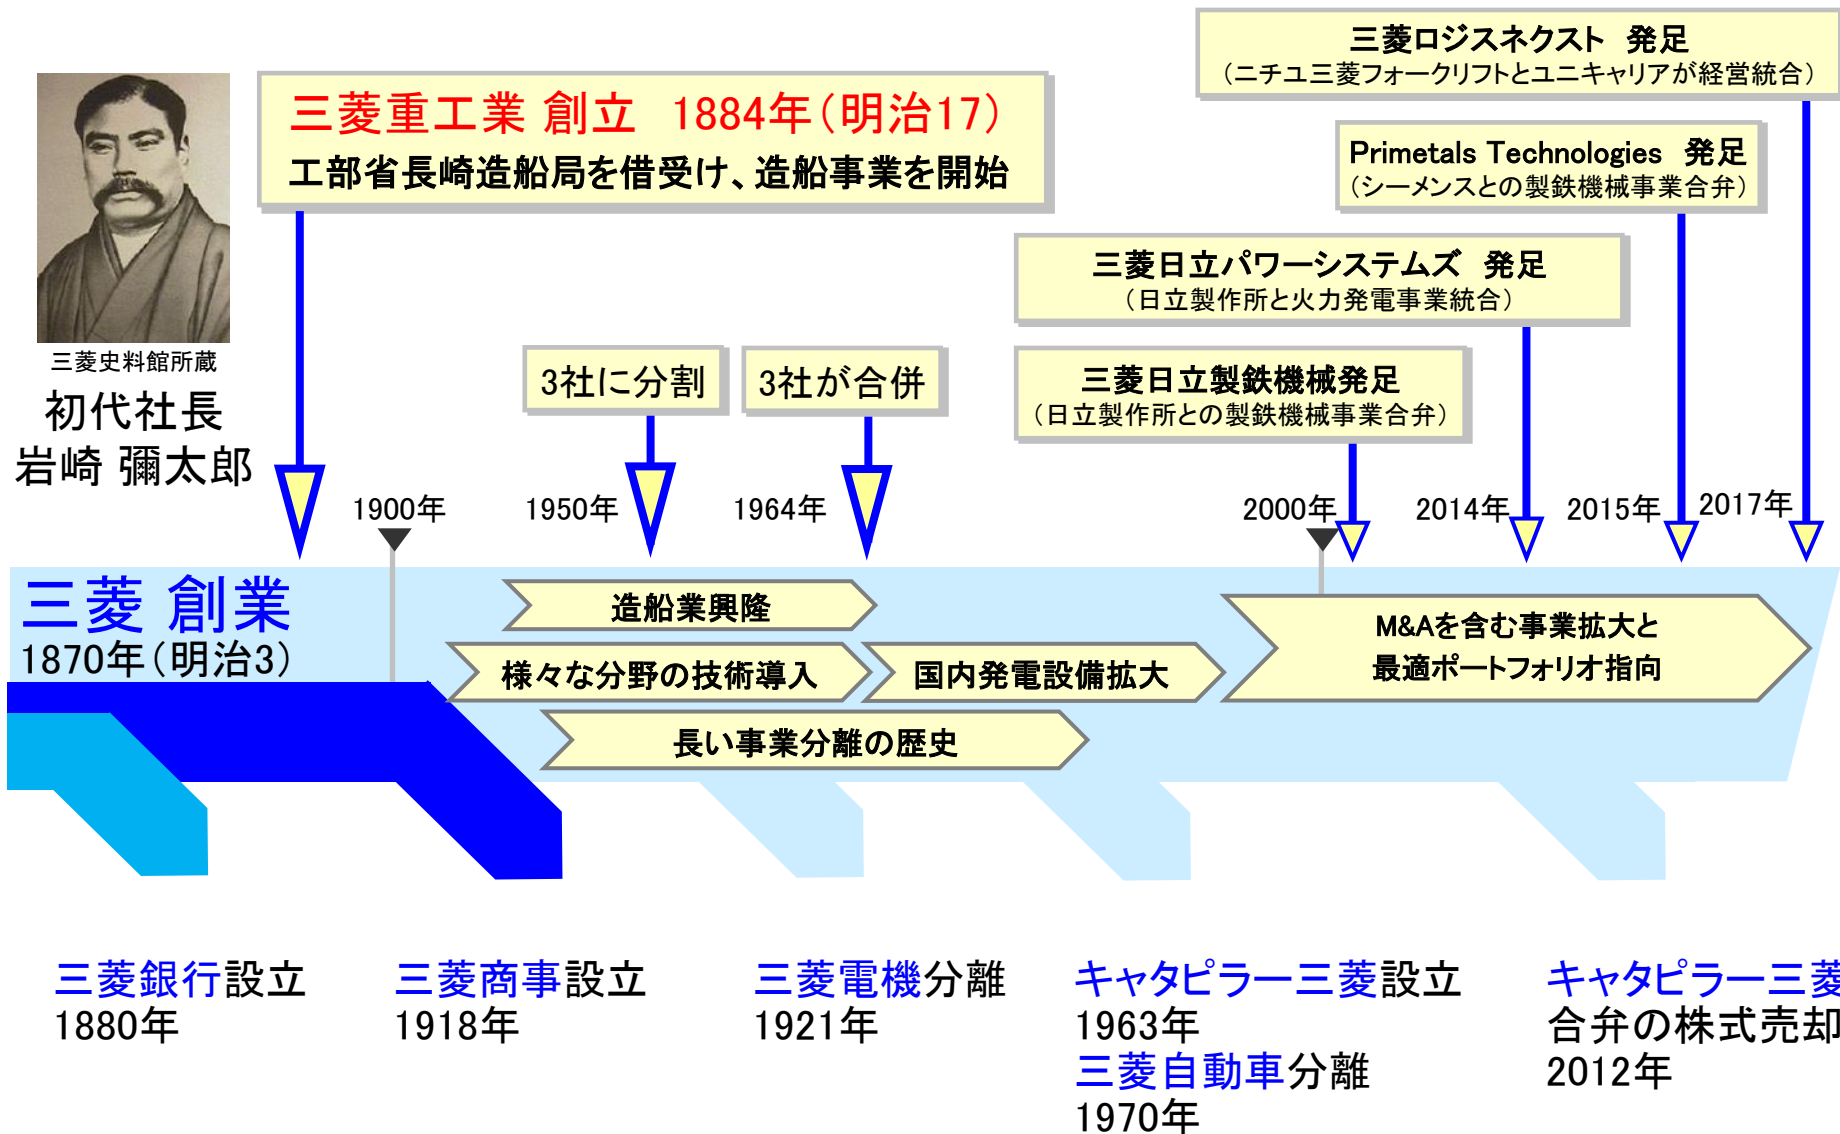 三菱ロジスネクスト 発足
（ニチユ三菱フォークリフトとユニキャリアが経営統合）
三菱重工業 創立 1884年（明治17）
工部省長崎造船局を借受け、造船事業を開始
Primetals Technologies 発足
（シーメンスとの製鉄機械事業合弁）
三菱日立パワーシステムズ 発足
（日立製作所と火力発電事業統合）
三菱史料館所蔵
初代社長
岩崎 彌太郎
3社に分割
3社が合併
三菱日立製鉄機械発足
（日立製作所との製鉄機械事業合弁）
1900年
1950年
1964年
2000年
2014年
2015年
2017年
三菱 創業
1870年（明治3）
造船業興隆
様々な分野の技術導入
国内発電設備拡大
長い事業分離の歴史
M&Aを含む事業拡大と
最適ポートフォリオ指向
三菱銀行設立
1880年
三菱商事設立
1918年
三菱電機分離
1921年
キャタピラー三菱設立
1963年
三菱自動車分離
1970年
キャタピラー三菱
合弁の株式売却
2012年